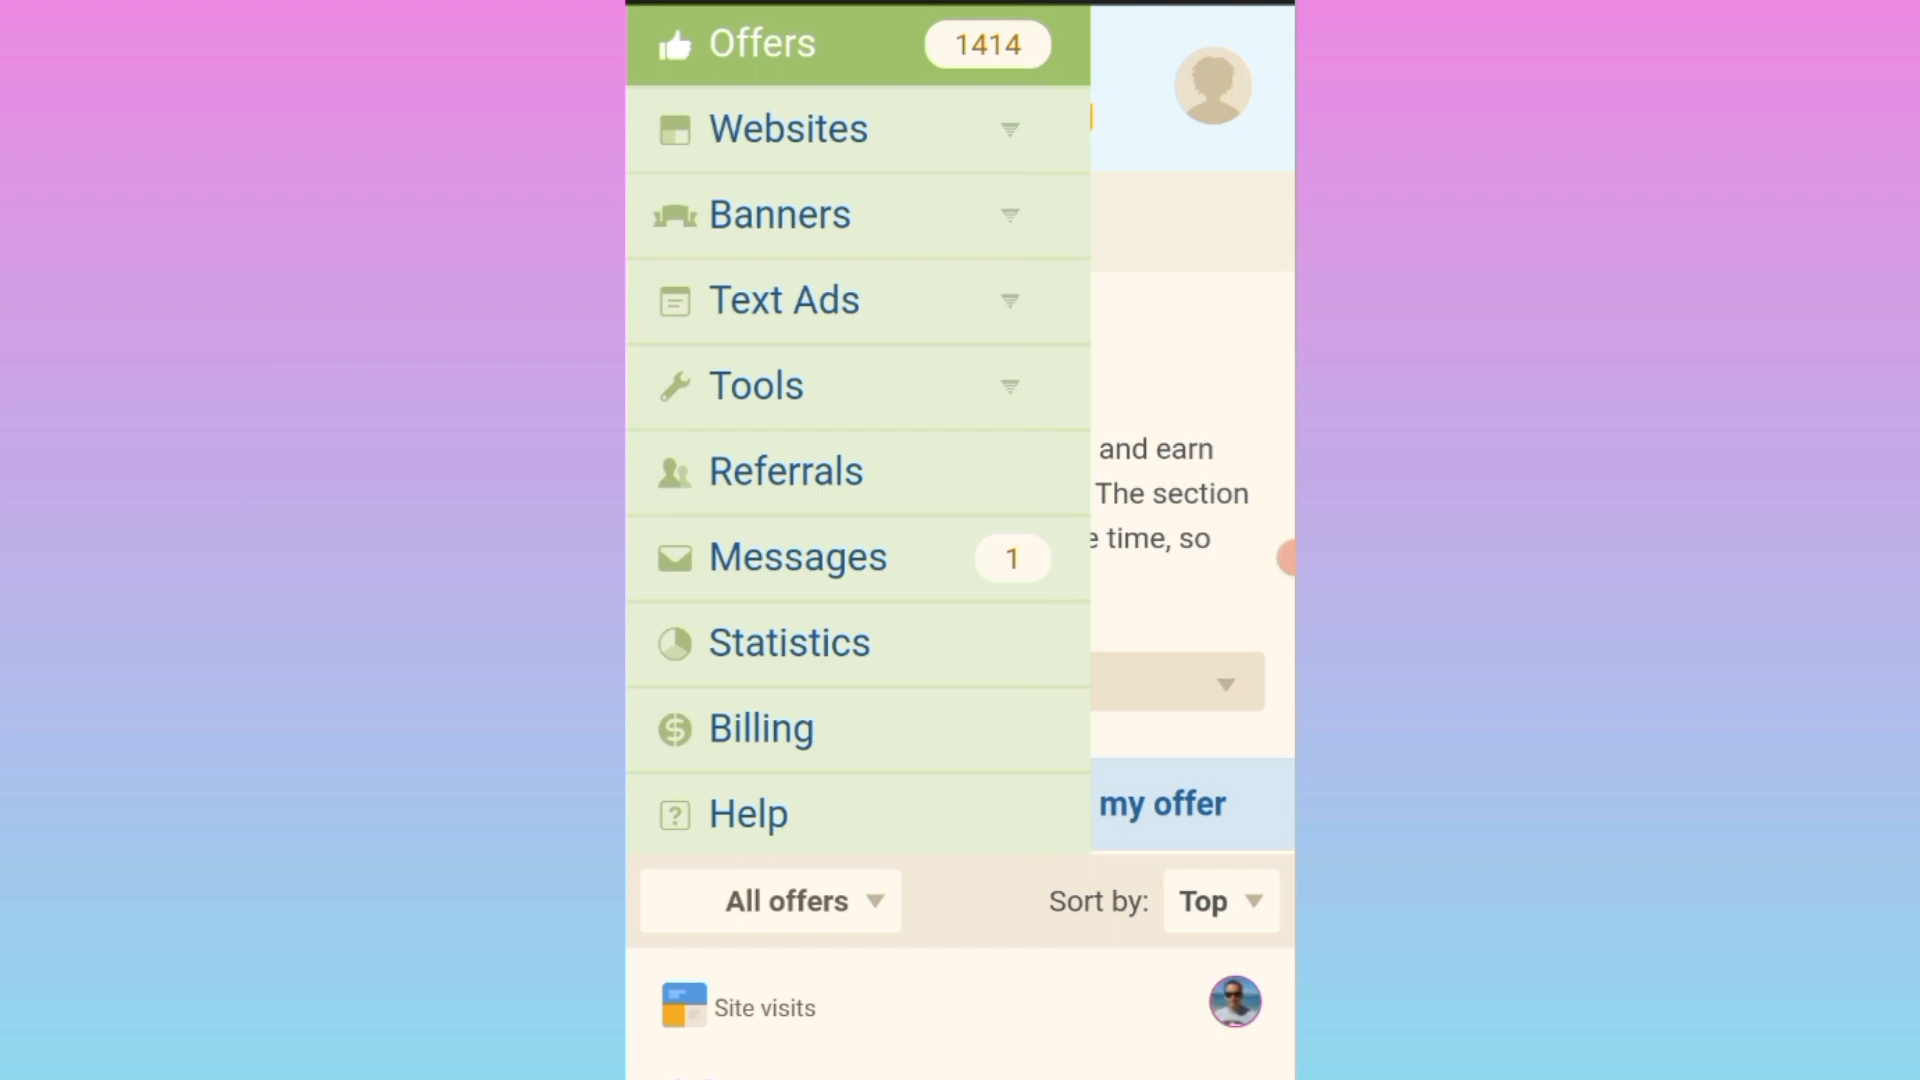 Offers 1414
Websites
Banners
Text Ads
Tools
and earn
Referrals
The section
e time, so
Messages 1
Statistics
Billing
my offer
Help
All offers Sort by: Top
Site visits